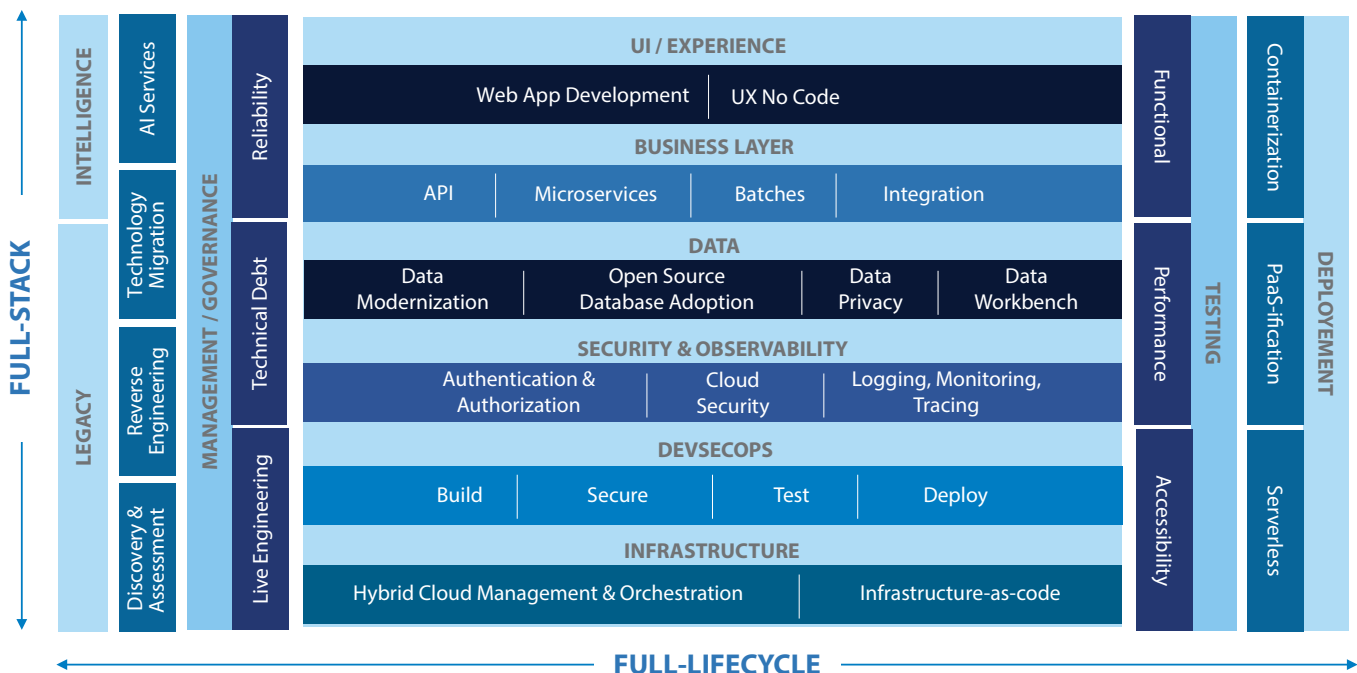 FULL-STACK
INTELLIGENCE
LEGACY
AI Services
Technology
Migration
Reverse
Engineering
Discovery &
Assessment
MANAGEMENT / GOVERNANCE
Reliability
Technical Debt
Live Engineering
UI / EXPERIENCE
Web App Development
UX No Code
BUSINESS LAYER
API
Microservices
Batches
Integration
DATA
Data
Modernization
Open Source
Database Adoption
Data
Privacy
Data
Workbench
SECURITY & OBSERVABILITY
Authentication &
Authorization
Cloud
Security
Logging, Monitoring,
Tracing
DEVSECOPS
Build
Secure
Test
Deploy
INFRASTRUCTURE
Hybrid Cloud Management & Orchestration
Infrastructure-as-code
Functional
Performance
Accessibility
TESTING
Containerization
PaaS-ification
Serverless
DEPLOYEMENT
FULL-LIFECYCLE